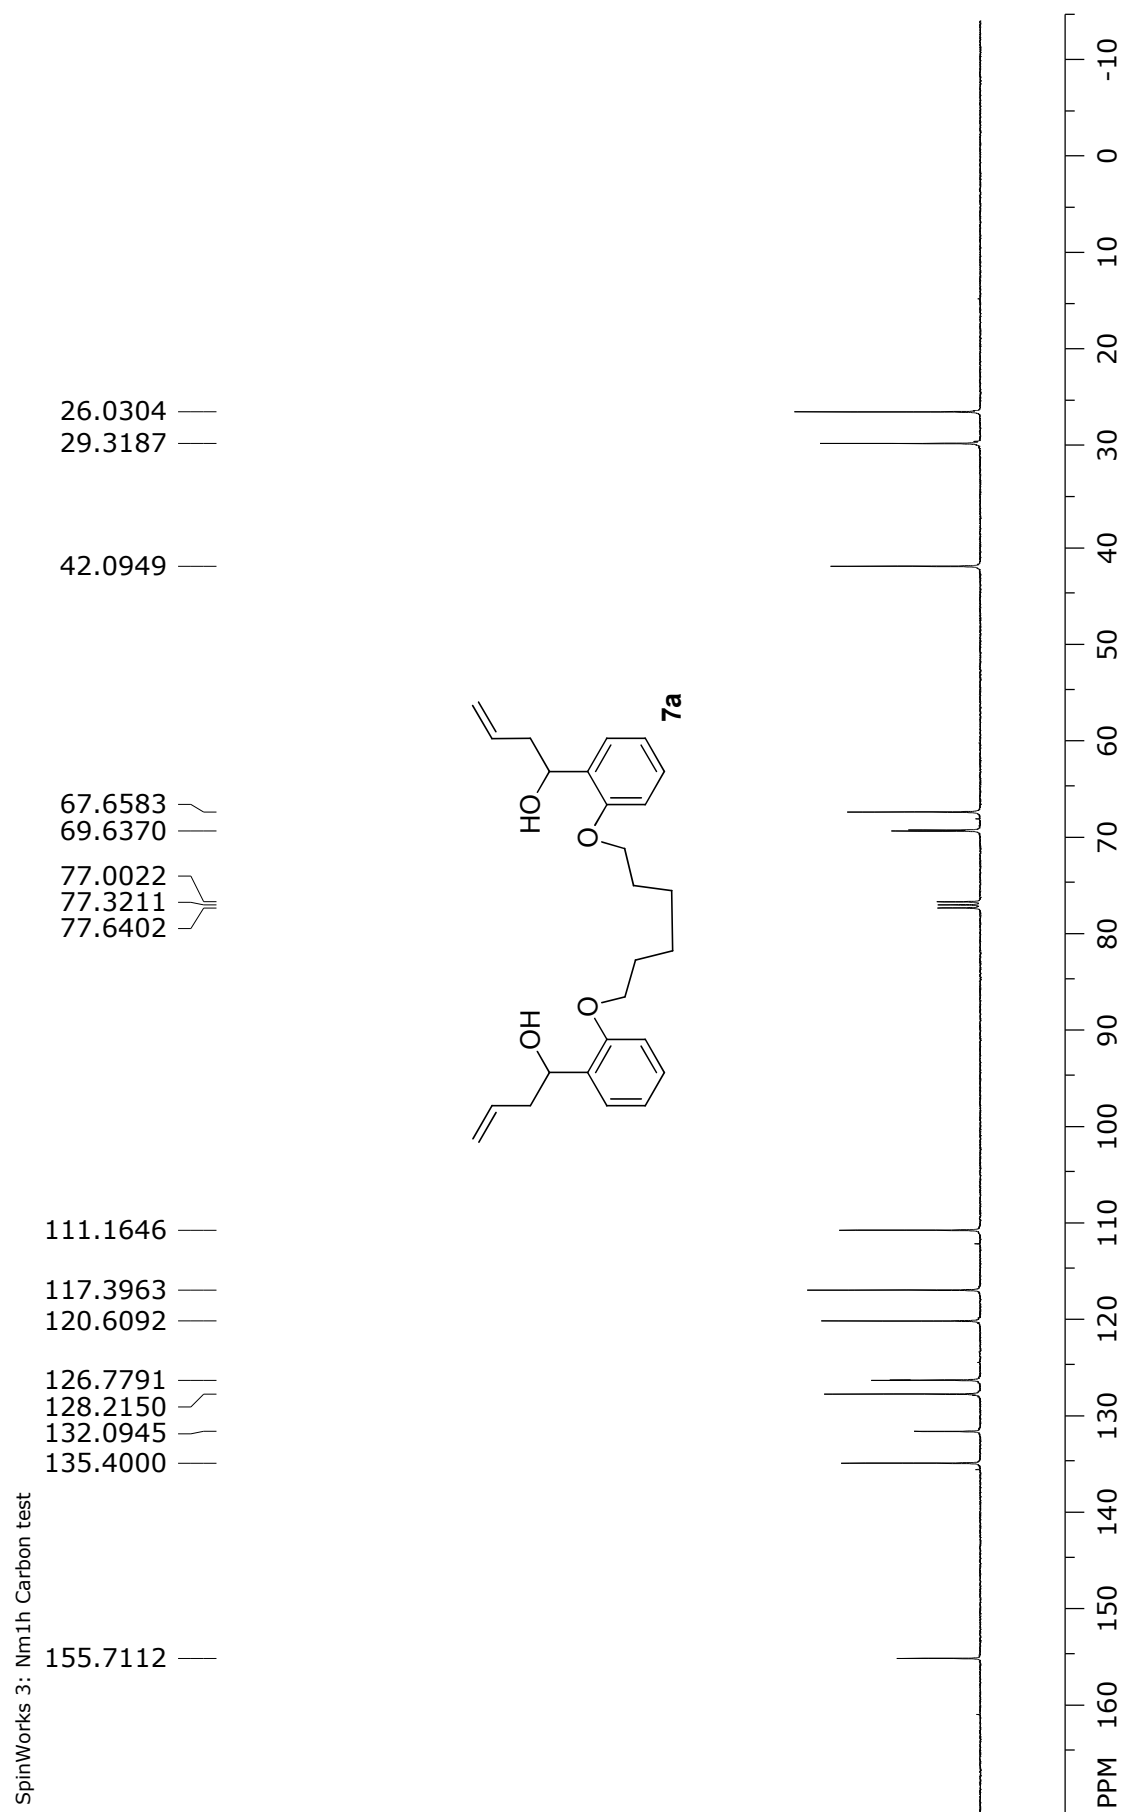 SpinWorks 3: Nm1h Carbon test
155.7112
135.4000
132.0945
128.2150
126.7791
120.6092
117.3963
111.1646
77.6402
77.3211
77.0022
69.6370
67.6583
42.0949
29.3187
26.0304
OH
HO
O
O
7a
PPM 160 150 140 130 120 110 100 90 80 70 60 50 40 30 20 10 0 -10